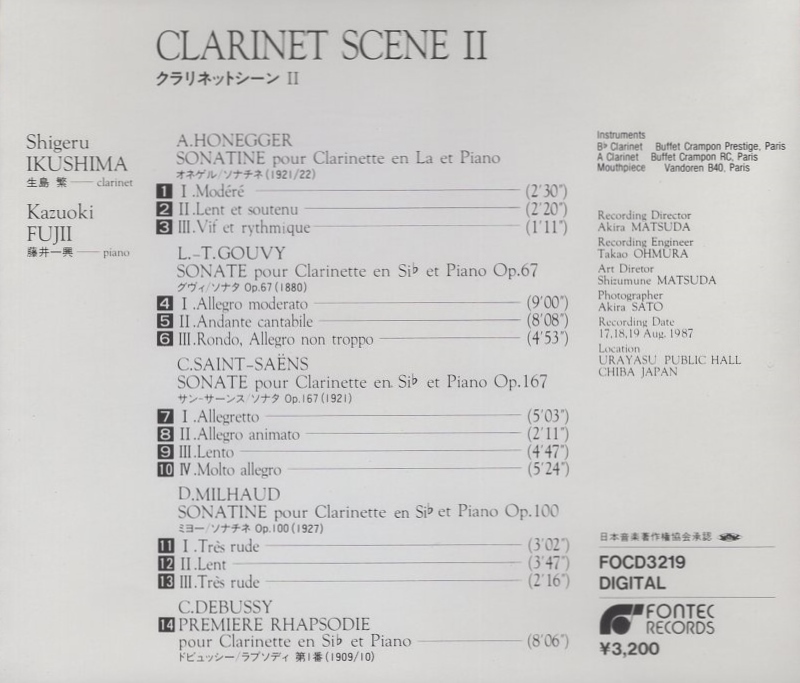 CLARINET SCENE II
クラリネットシーン II
Shigeru
IKUSHIMA
生島 繁 — clarinet
Kazuoki
FUJII
藤井一興 — piano
A.HONEGGER
SONATINE pour Clarinette en La et Piano
オネゲル/ソナチネ(1921/22)
1 I.Modéré (2'30")
2 II.Lent et soutenu (2'20")
3 III.Vif et rythmique (1'11")
L.-T.GOUVY
SONATE pour Clarinette en Si♭ et Piano Op.67
グヴィ/ソナタ Op.67(1880)
4 I.Allegro moderato (9'00")
5 II.Andante cantabile (8'08")
6 III.Rondo, Allegro non troppo (4'53")
C.SAINT-SAËNS
SONATE pour Clarinette en Si♭ et Piano Op.167
サン-サーンス/ソナタ Op.167(1921)
7 I.Allegretto (5'03")
8 II.Allegro animato (2'11")
9 III.Lento (4'47")
10 IV.Molto allegro (5'24")
D.MILHAUD
SONATINE pour Clarinette en Si♭ et Piano Op.100
ミヨー/ソナチネ Op.100(1927)
11 I.Très rude (3'02")
12 II.Lent (3'47")
13 III.Très rude (2'16")
C.DEBUSSY
14 PREMIERE RHAPSODIE
pour Clarinette en Si♭ et Piano (8'06")
ドビュッシー/ラプソディ 第1番(1909/10)
Instruments
B♭ Clarinet Buffet Crampon Prestige, Paris
A Clarinet Buffet Crampon RC, Paris
Mouthpiece Vandoren B40, Paris
Recording Director
Akira MATSUDA
Recording Engineer
Takao OHMURA
Art Diretor
Shizumune MATSUDA
Photographer
Akira SATO
Recording Date
17,18,19 Aug. 1987
Location
URAYASU PUBLIC HALL
CHIBA JAPAN
日本音楽著作権協会承認
FOCD3219
DIGITAL
FONTEC
RECORDS
¥3,200